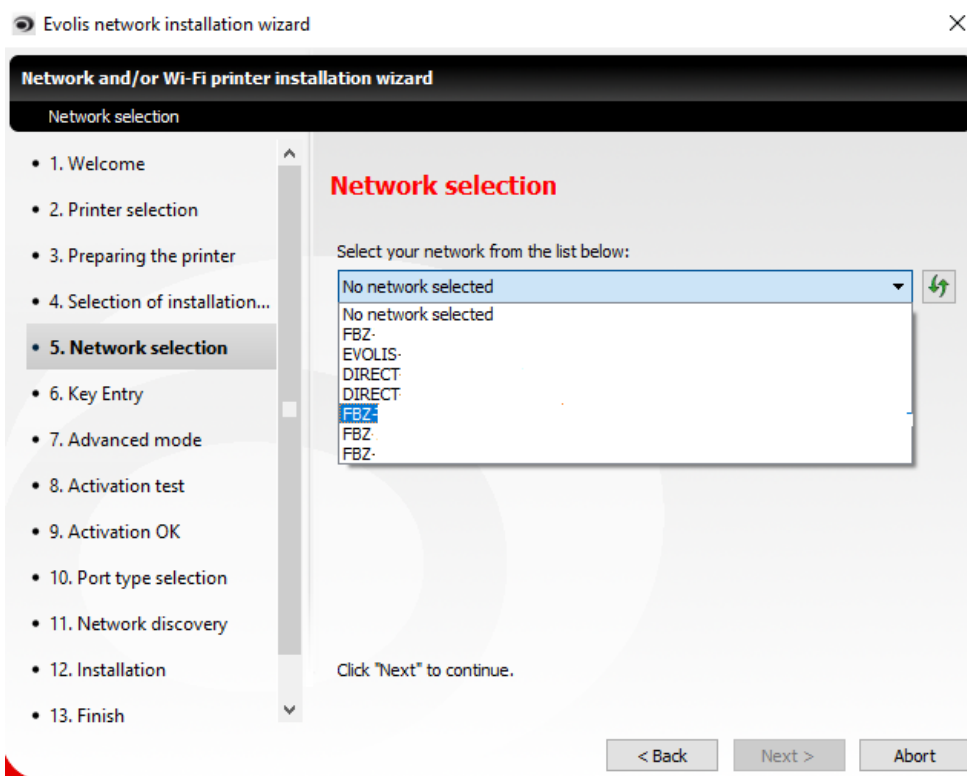 Evolis network installation wizard
Network and/or Wi-Fi printer installation wizard
Network selection
• 1. Welcome
• 2. Printer selection
• 3. Preparing the printer
• 4. Selection of installation...
• 5. Network selection
• 6. Key Entry
• 7. Advanced mode
• 8. Activation test
• 9. Activation OK
• 10. Port type selection
• 11. Network discovery
• 12. Installation
• 13. Finish
Network selection
Select your network from the list below:
No network selected
No network selected
FBZ-
EVOLIS-
DIRECT-
DIRECT-
FBZ-
FBZ-
FBZ-
Click "Next" to continue.
< Back
Next >
Abort